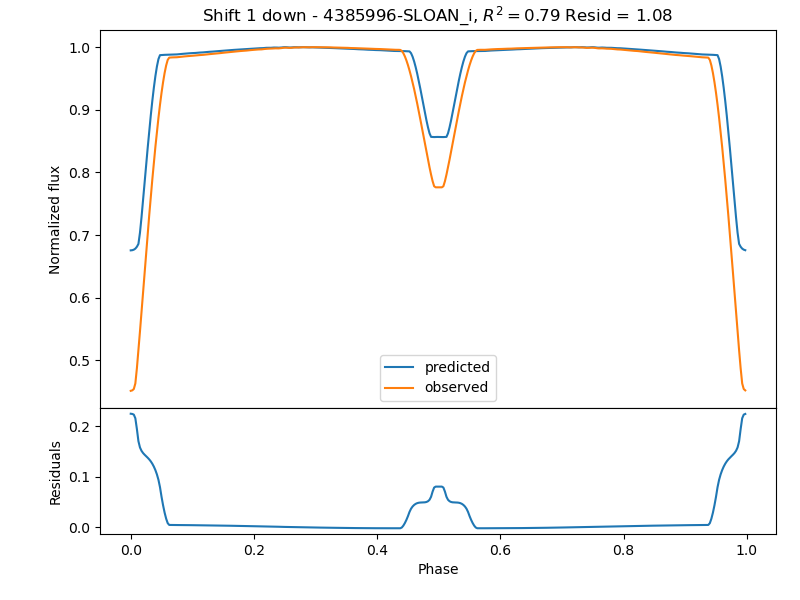 Shift 1 down - 4385996-SLOAN_i, R² = 0.79 Resid = 1.08
Normalized flux
1.0
0.9
0.8
0.7
0.6
0.5
predicted
observed
Residuals
0.2
0.1
0.0
0.0 0.2 0.4 0.6 0.8 1.0
Phase